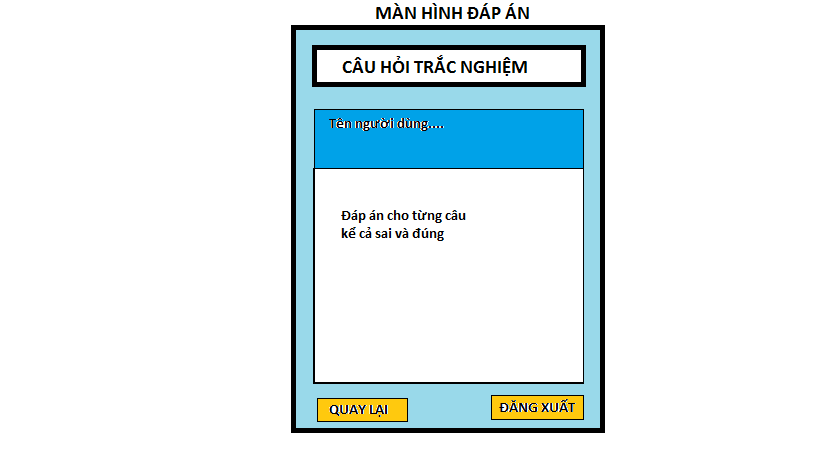 MÀN HÌNH ĐÁP ÁN
CÂU HỎI TRẮC NGHIỆM
Tên người dùng....
Đáp án cho từng câu
kể cả sai và đúng
QUAY LẠI
ĐĂNG XUẤT